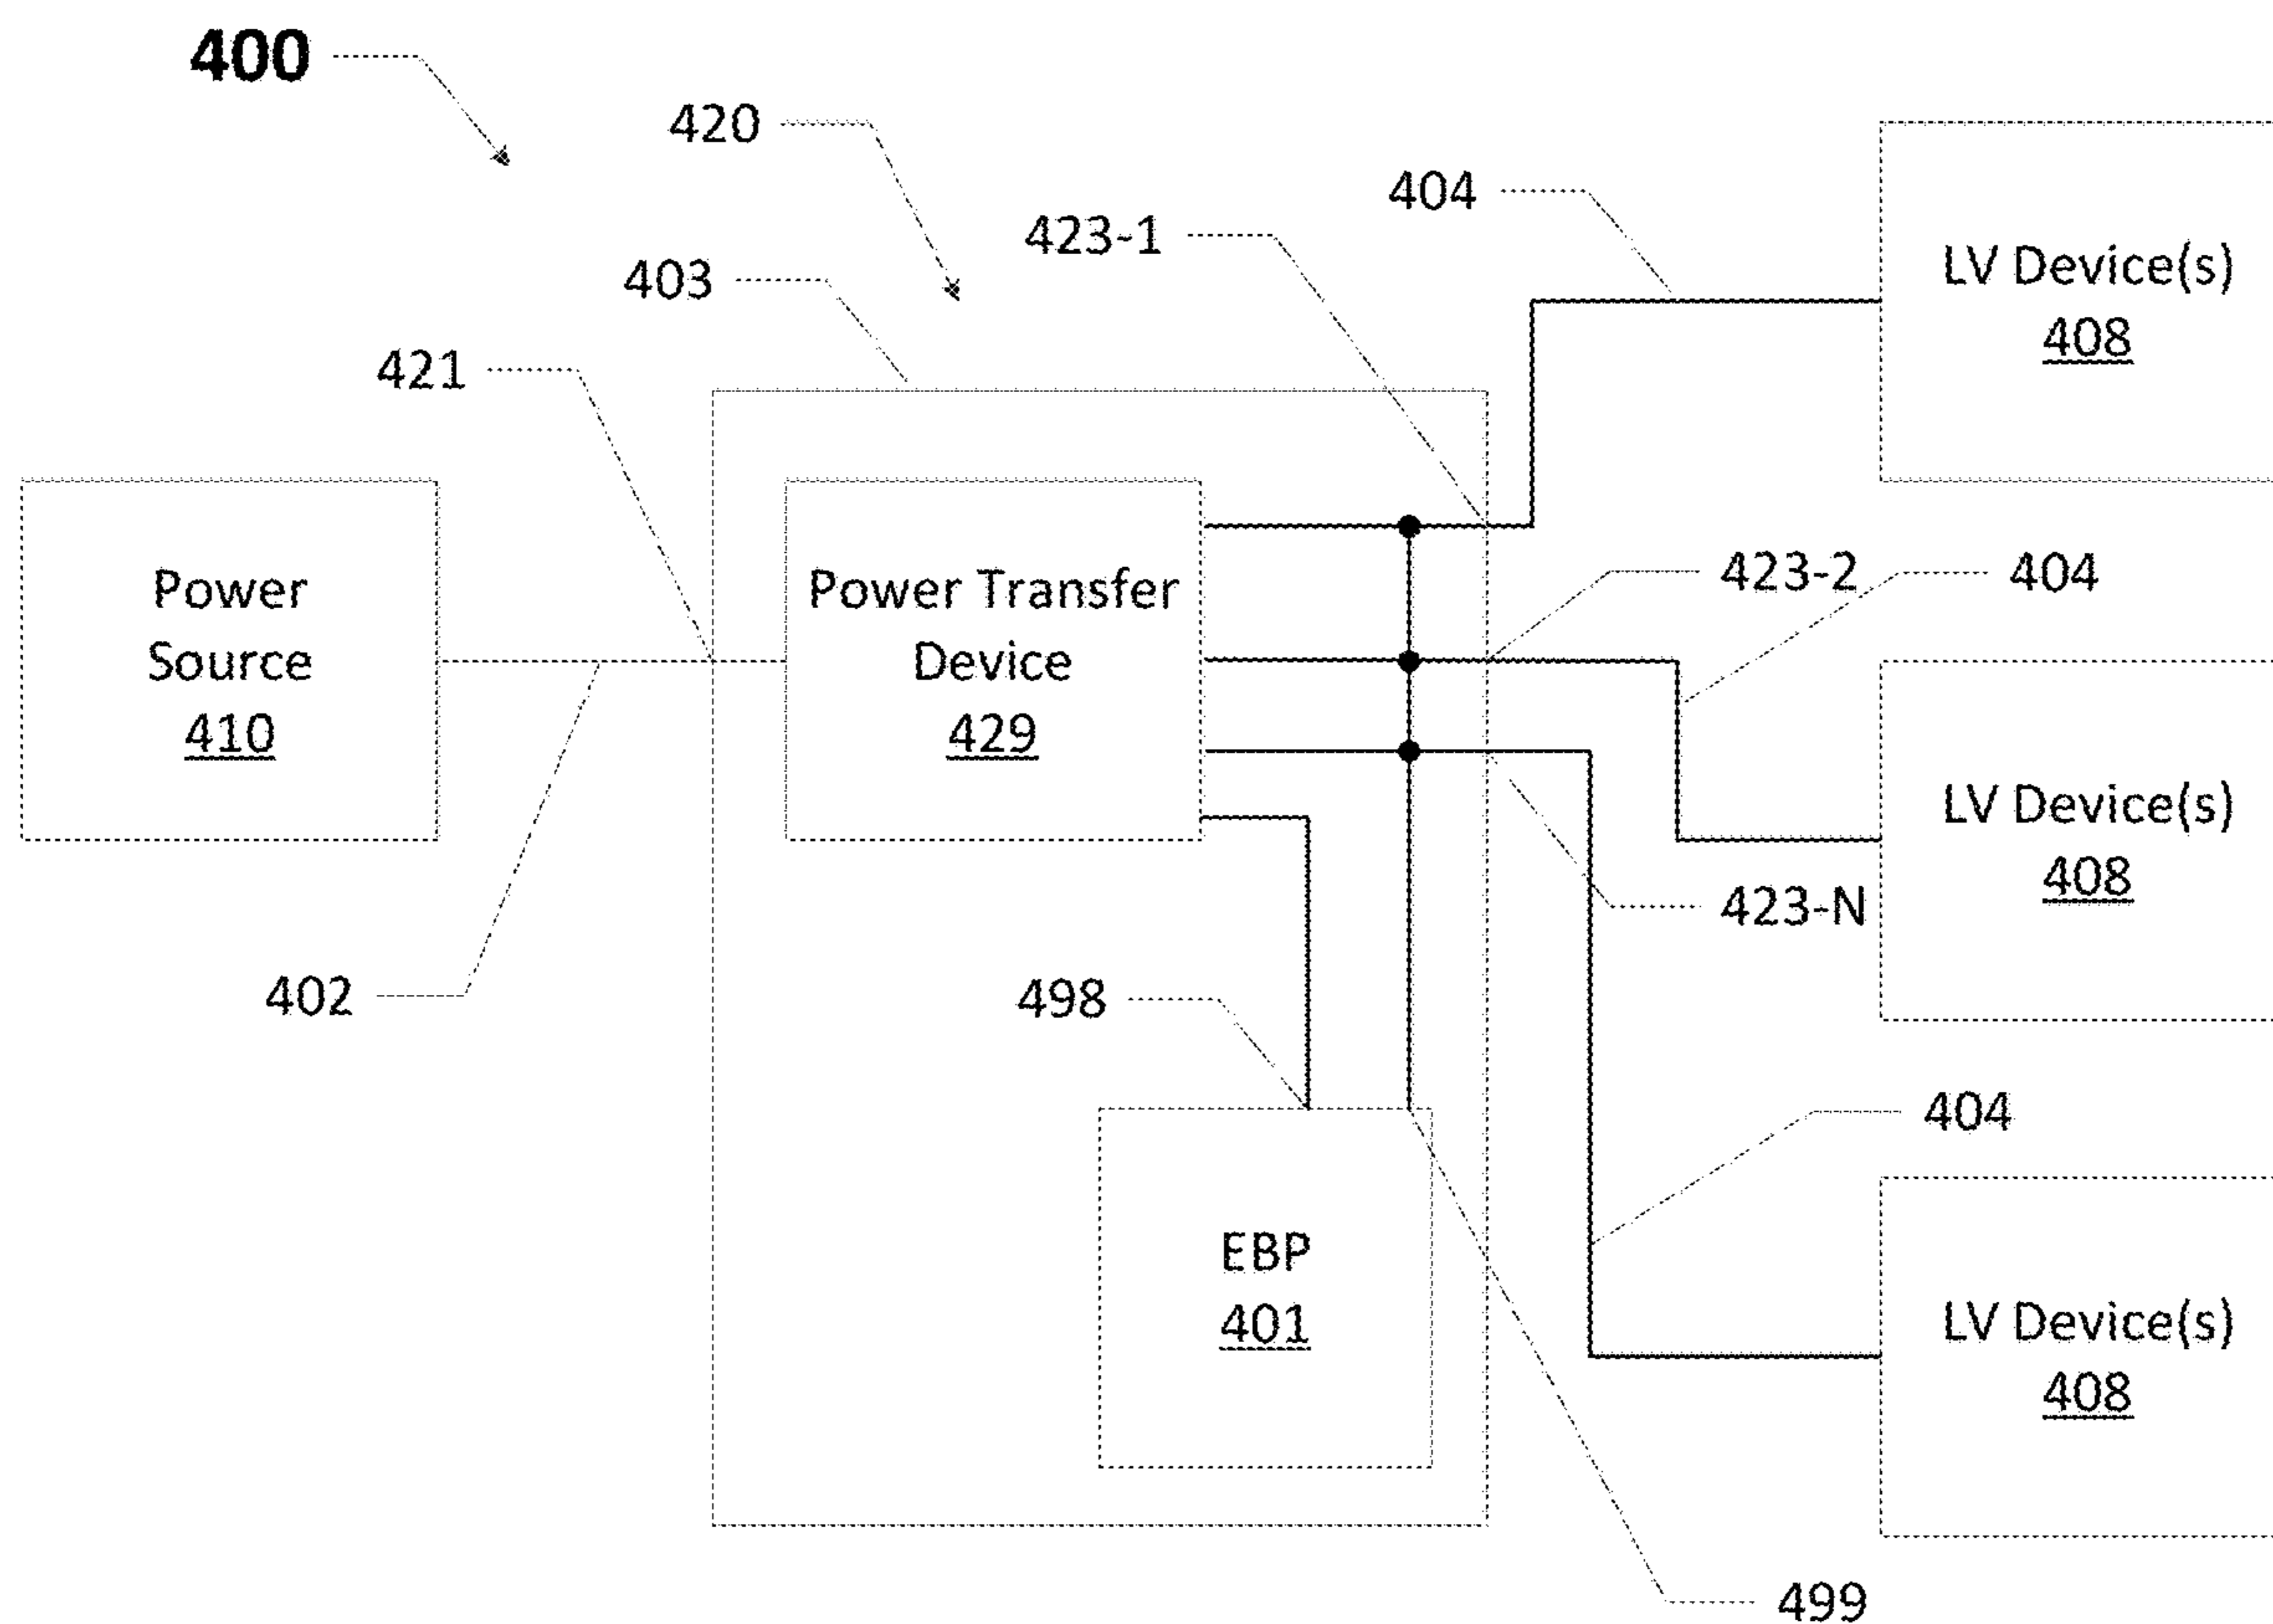 400
420
404
423-1
403
421
LV Device(s)
408
Power
Source
410
Power Transfer
Device
429
423-2
404
LV Device(s)
408
423-N
402
498
404
EBP
401
LV Device(s)
408
499